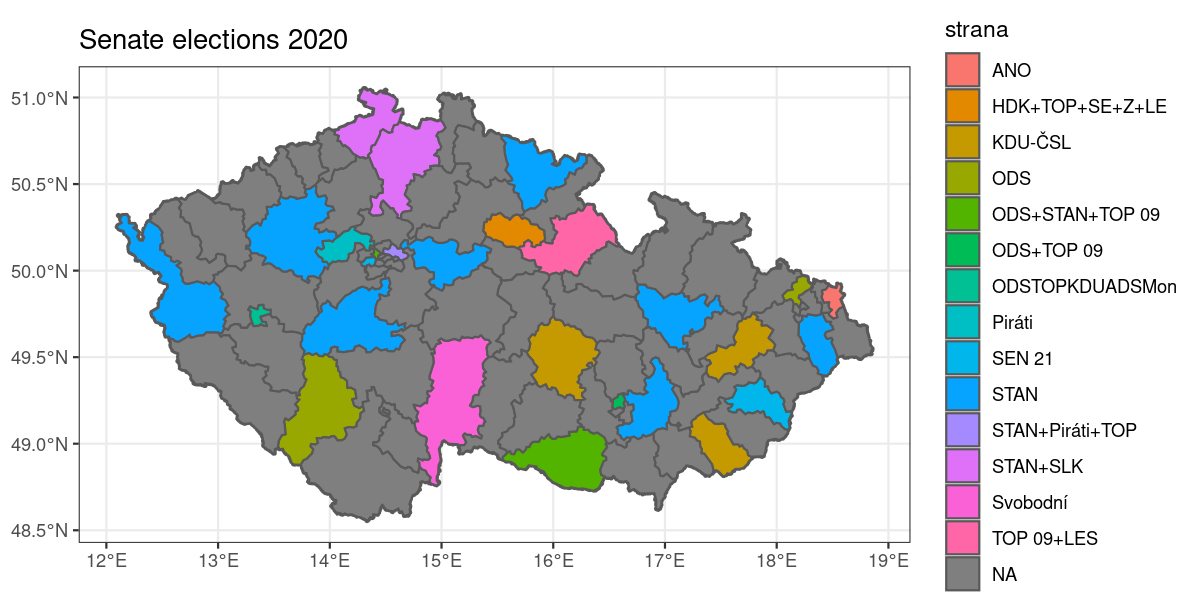 Senate elections 2020
51.0°N
50.5°N
50.0°N
49.5°N
49.0°N
48.5°N
12°E 13°E 14°E 15°E 16°E 17°E 18°E 19°E
strana
ANO
HDK+TOP+SE+Z+LE
KDU-ČSL
ODS
ODS+STAN+TOP 09
ODS+TOP 09
ODSTOPKDUADSMon
Piráti
SEN 21
STAN
STAN+Piráti+TOP
STAN+SLK
Svobodní
TOP 09+LES
NA